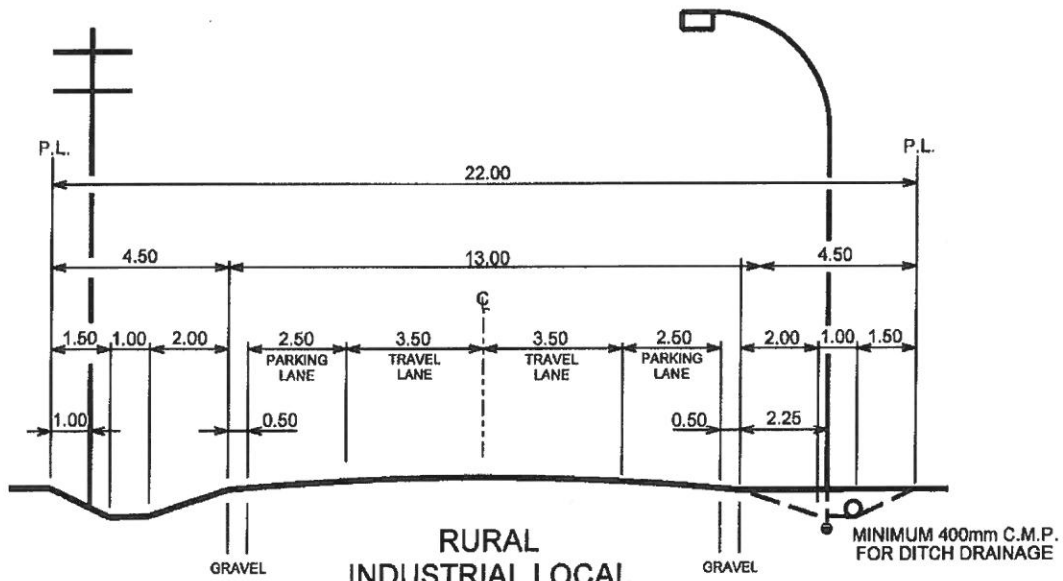 P.L.
P.L.
22.00
4.50
13.00
4.50
℄
1.50
1.00
2.00
2.50
3.50
3.50
2.50
2.00
1.00
1.50
PARKING
LANE
TRAVEL
LANE
TRAVEL
LANE
PARKING
LANE
1.00
0.50
0.50
2.25
RURAL
INDUSTRIAL LOCAL
GRAVEL
GRAVEL
MINIMUM 400mm C.M.P.
FOR DITCH DRAINAGE